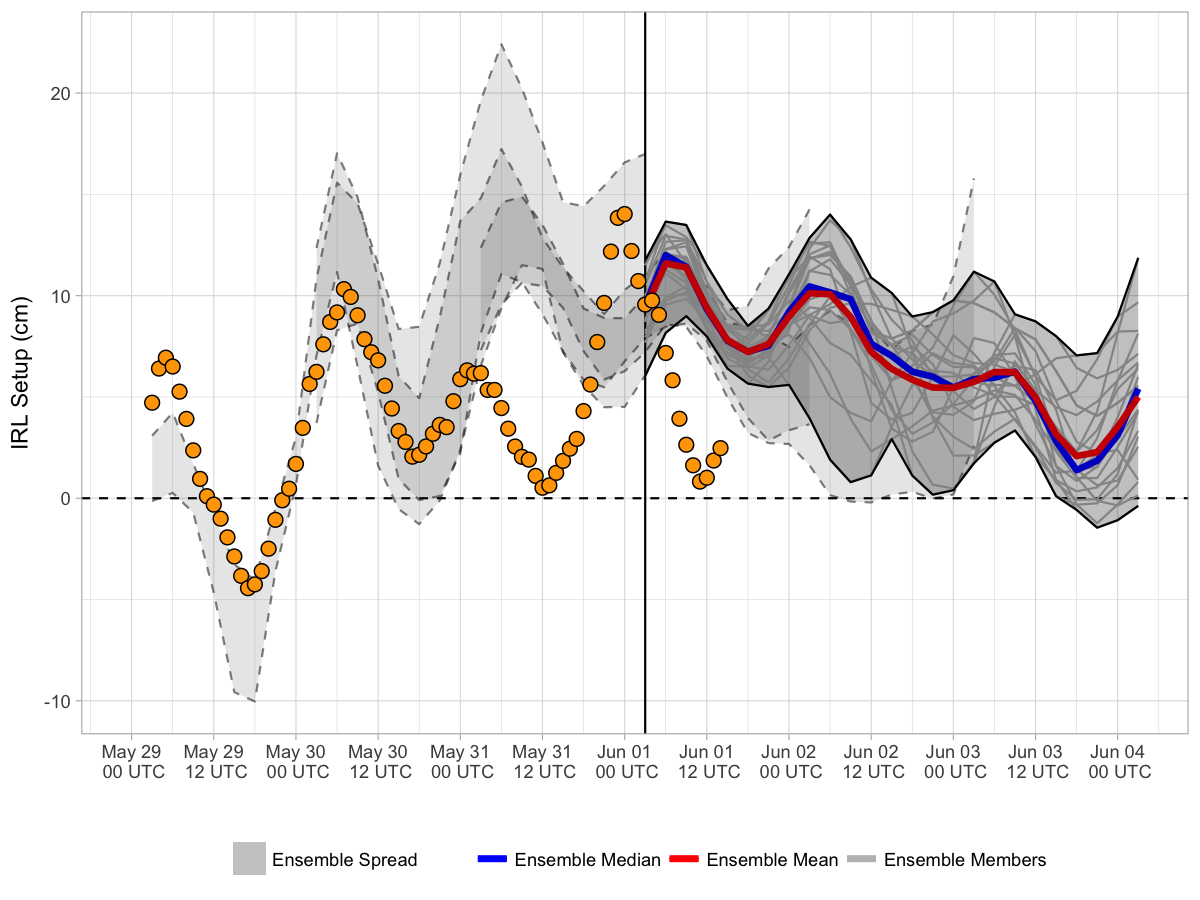 IRL Setup (cm)
20
10
0
-10
May 29 May 29 May 30 May 30 May 31 May 31 Jun 01 Jun 01 Jun 02 Jun 02 Jun 03 Jun 03 Jun 04
00 UTC 12 UTC 00 UTC 12 UTC 00 UTC 12 UTC 00 UTC 12 UTC 00 UTC 12 UTC 00 UTC 12 UTC 00 UTC
Ensemble Spread Ensemble Median Ensemble Mean Ensemble Members